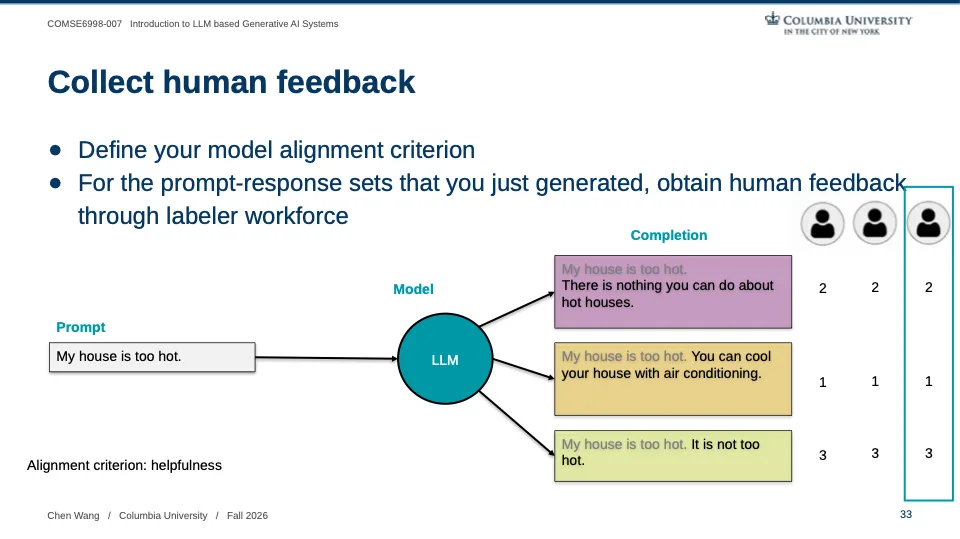 COMSE6998-007 Introduction to LLM based Generative AI Systems
COLUMBIA UNIVERSITY
IN THE CITY OF NEW YORK
Collect human feedback
● Define your model alignment criterion
● For the prompt-response sets that you just generated, obtain human feedback
through labeler workforce
Completion
My house is too hot.
There is nothing you can do about
hot houses.
2 2 2
Model
Prompt
My house is too hot.
LLM
My house is too hot. You can cool
your house with air conditioning.
1 1 1
My house is too hot. It is not too
hot.
3 3 3
Alignment criterion: helpfulness
Chen Wang / Columbia University / Fall 2026
33